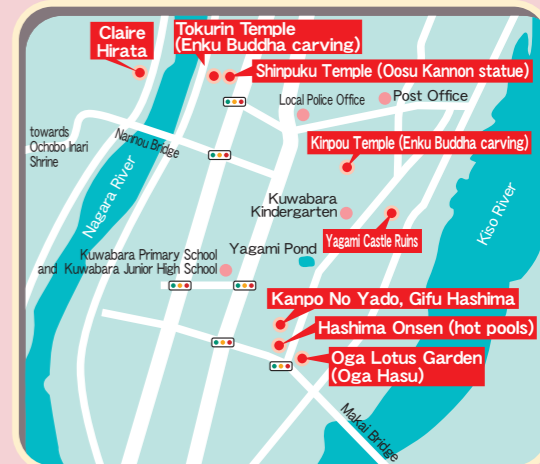 Claire
Hirata
Tokurin Temple
(Enku Buddha carving)
Shinpuku Temple (Oosu Kannon statue)
Local Police Office
Post Office
towards
Ochobo Inari
Shrine
Nannou Bridge
Kinpou Temple (Enku Buddha carving)
Nagara River
Kiso River
Kuwabara
Kindergarten
Yagami Castle Ruins
Kuwabara Primary School
and Kuwabara Junior High School
Yagami Pond
Kanpo No Yado, Gifu Hashima
Hashima Onsen (hot pools)
Oga Lotus Garden
(Oga Hasu)
Makai Bridge